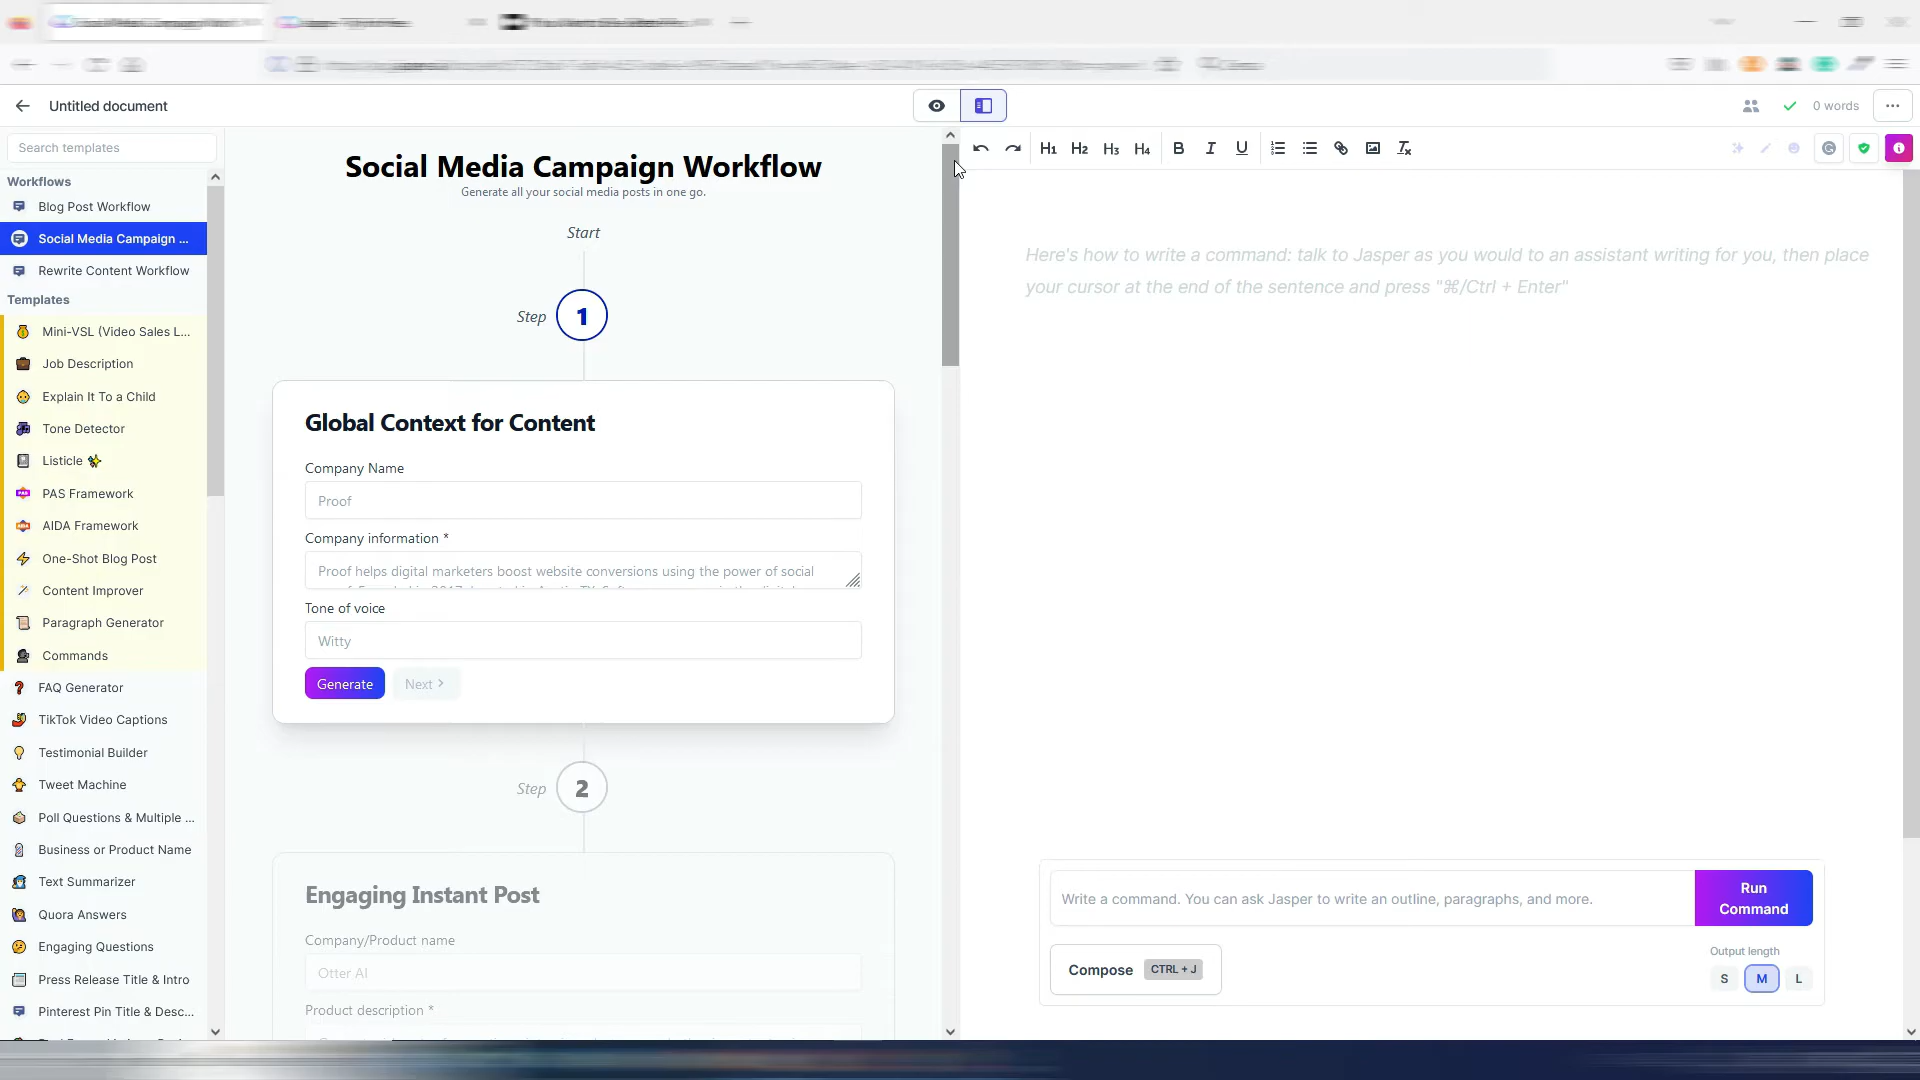 Untitled document
0 words
Search templates
Workflows
Blog Post Workflow
Social Media Campaign ...
Rewrite Content Workflow
Templates
Mini-VSL (Video Sales L...
Job Description
Explain It To a Child
Tone Detector
Listicle ✨
PAS Framework
AIDA Framework
One-Shot Blog Post
Content Improver
Paragraph Generator
Commands
FAQ Generator
TikTok Video Captions
Testimonial Builder
Tweet Machine
Poll Questions & Multiple ...
Business or Product Name
Text Summarizer
Quora Answers
Engaging Questions
Press Release Title & Intro
Pinterest Pin Title & Desc...
Social Media Campaign Workflow
Generate all your social media posts in one go.
Start
Step 1
Global Context for Content
Company Name
Proof
Company information *
Proof helps digital marketers boost website conversions using the power of social
Tone of voice
Witty
Generate
Next >
Step 2
Engaging Instant Post
Company/Product name
Otter AI
Product description *
H1 H2 H3 H4 B I U
Here's how to write a command: talk to Jasper as you would to an assistant writing for you, then place
your cursor at the end of the sentence and press "⌘/Ctrl + Enter"
Write a command. You can ask Jasper to write an outline, paragraphs, and more.
Run
Command
Compose CTRL + J
Output length
S M L